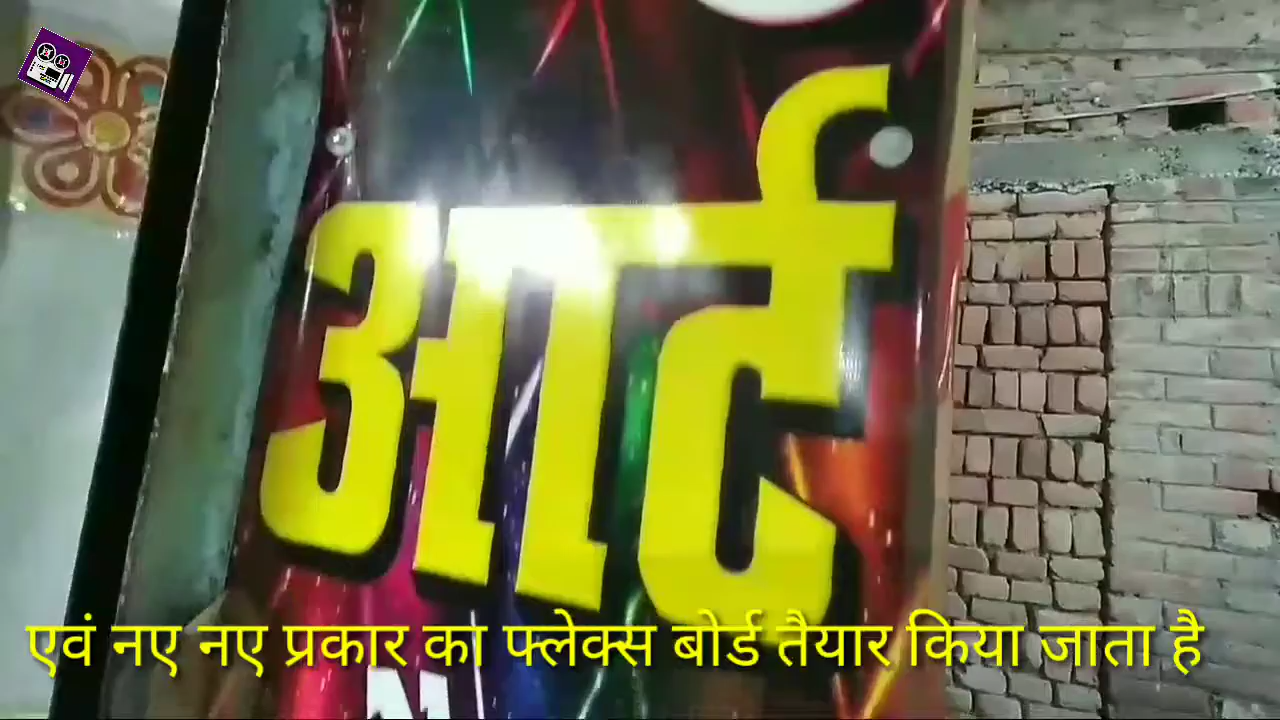 आर्ट
एवं नए नए प्रकार का फ्लेक्स बोर्ड तैयार किया जाता है